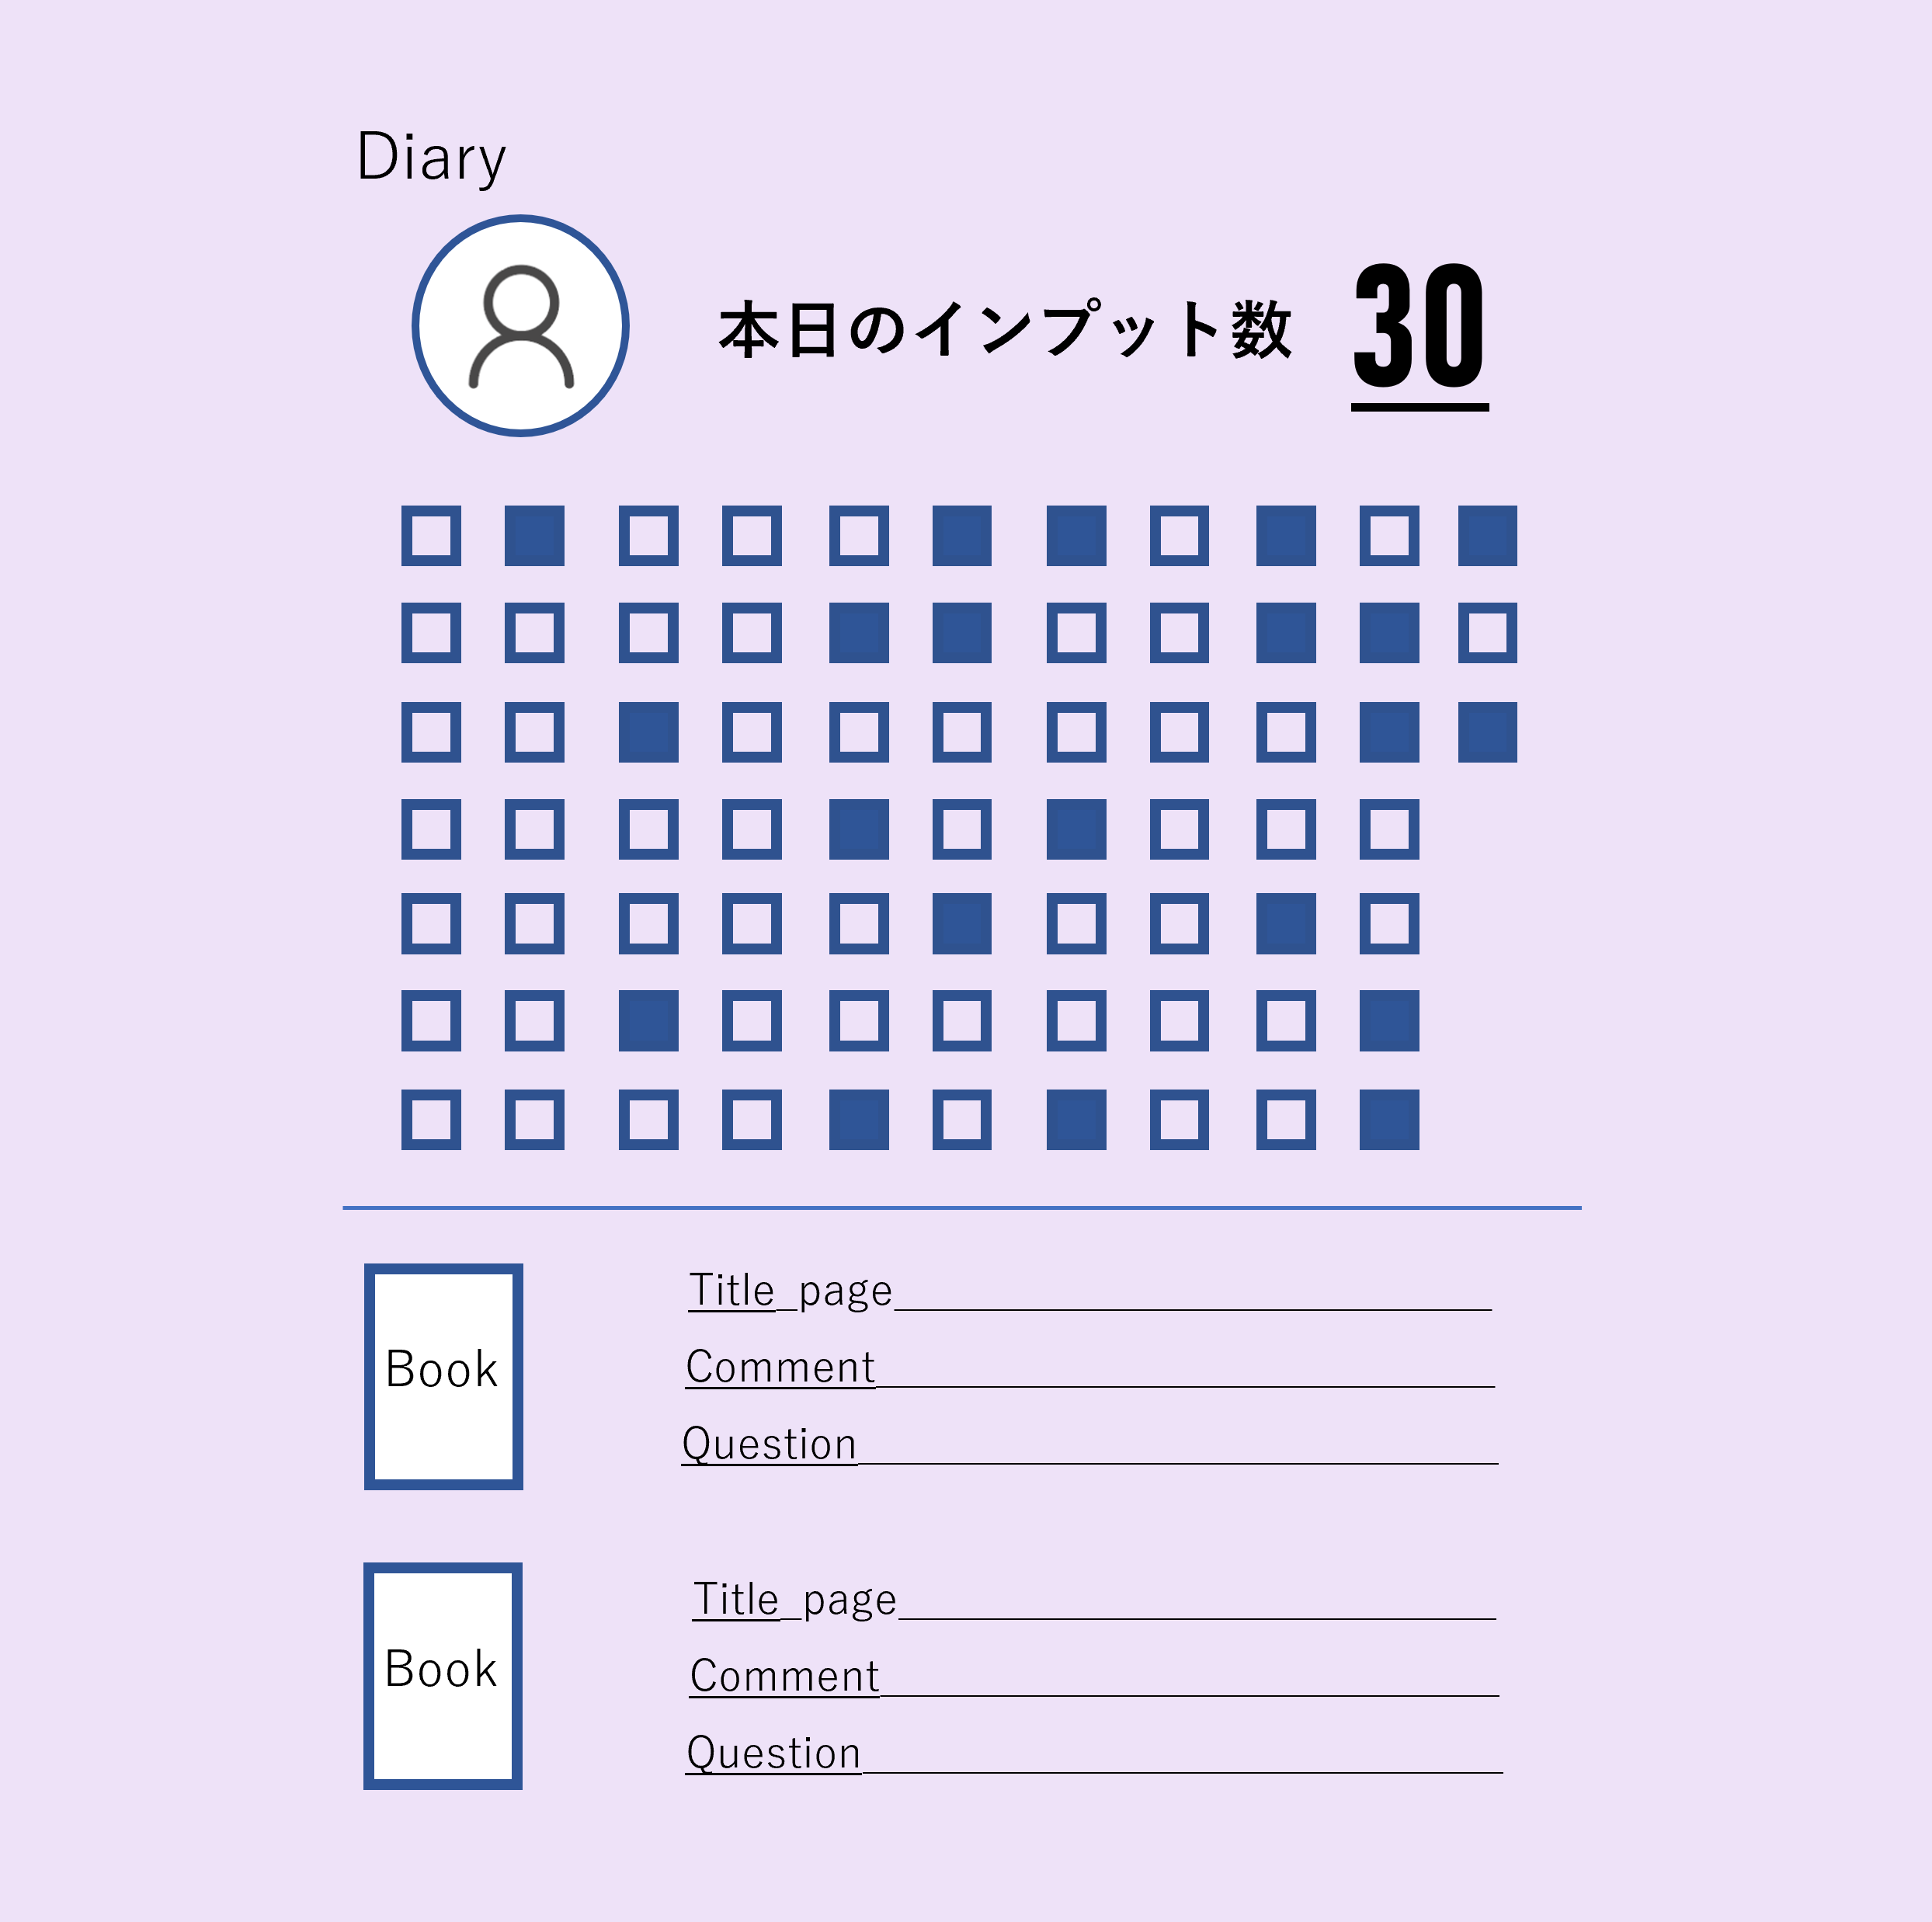 Diary
本日のインプット数 30
Book
Title_page
Comment
Question
Book
Title_page
Comment
Question